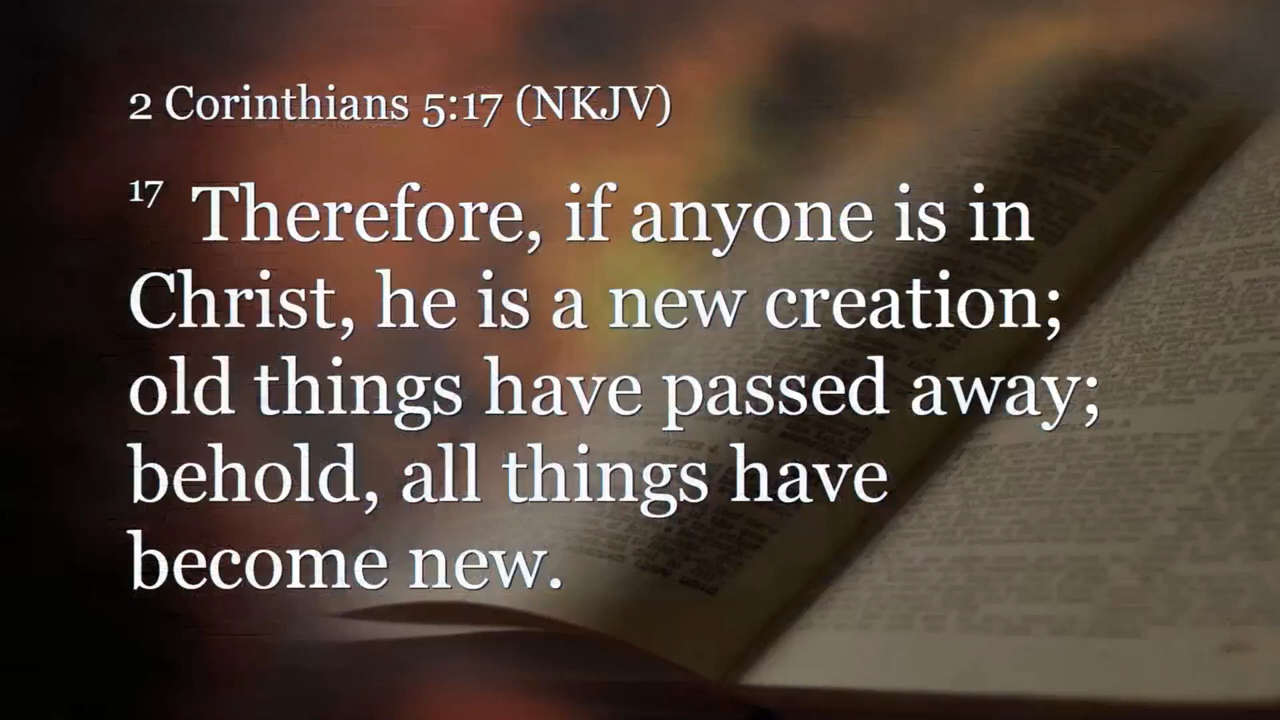 2 Corinthians 5:17 (NKJV)
17 Therefore, if anyone is in
Christ, he is a new creation;
old things have passed away;
behold, all things have
become new.